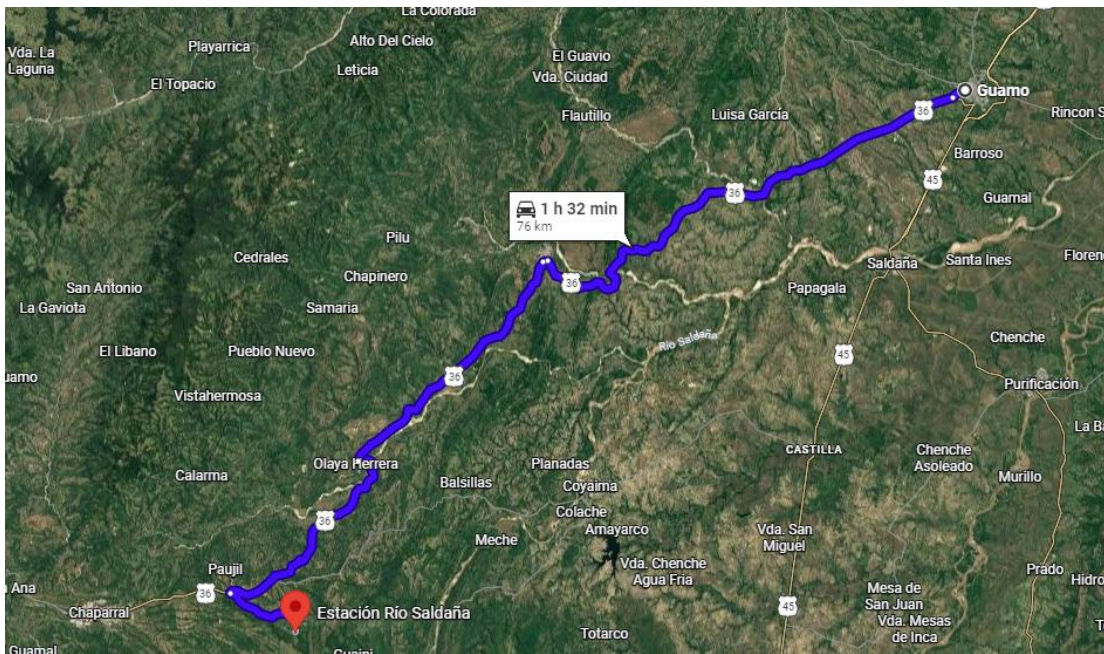 La Colorada
Alto Del Cielo
Playarrica
Vda. La
Laguna
Leticia
El Topacio
El Guavio
Vda. Ciudad
Flautillo
Luisa García
36
Guamo
Rincon S
Barroso
45
Guamal
36
1 h 32 min
76 km
Pilu
Cedrales
Chapinero
San Antonio
La Gaviota
Samaria
36
Saldaña
Santa Ines
Floren
Papagala
Río Saldaña
Chenche
El Libano
Pueblo Nuevo
45
uamo
36
Vistahermosa
Purificación
La Ba
Olaya Herrera
Calarma
Planadas
Balsillas
Coyaima
CASTILLA
Chenche
Asoleado
Murillo
36
Colache
Amayarco
Meche
Vda. San
Miguel
Vda. Chenche
Agua Fria
Prado
Hidro
Paujil
36
n Ana
Chaparral
Estación Río Saldaña
45
Mesa de
San Juan
Vda. Mesas
de Inca
Totarco
Guamal
Guaini